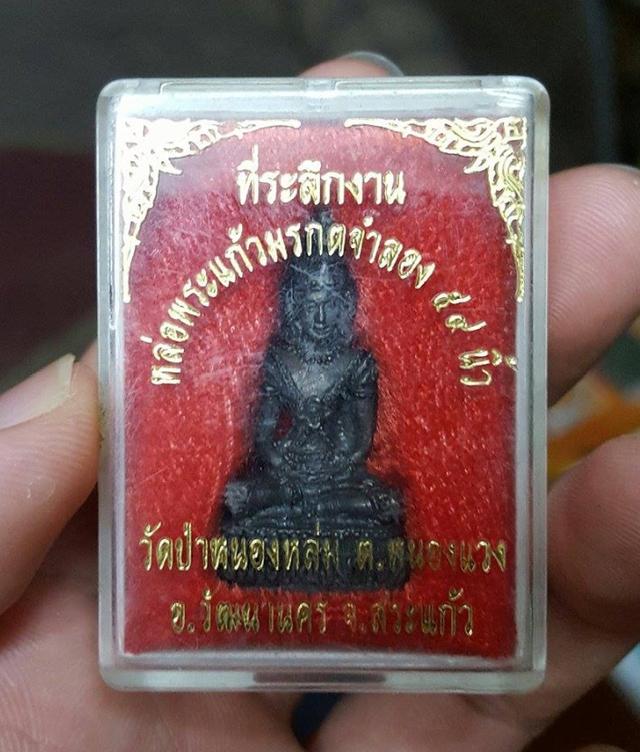 ที่ระลึกงาน
หล่อพระแก้วมรกตจำลอง ๕๙ นิ้ว
วัดป่าหนองหล่ม ต.หนองแวง
อ.วัฒนานคร จ.สระแก้ว